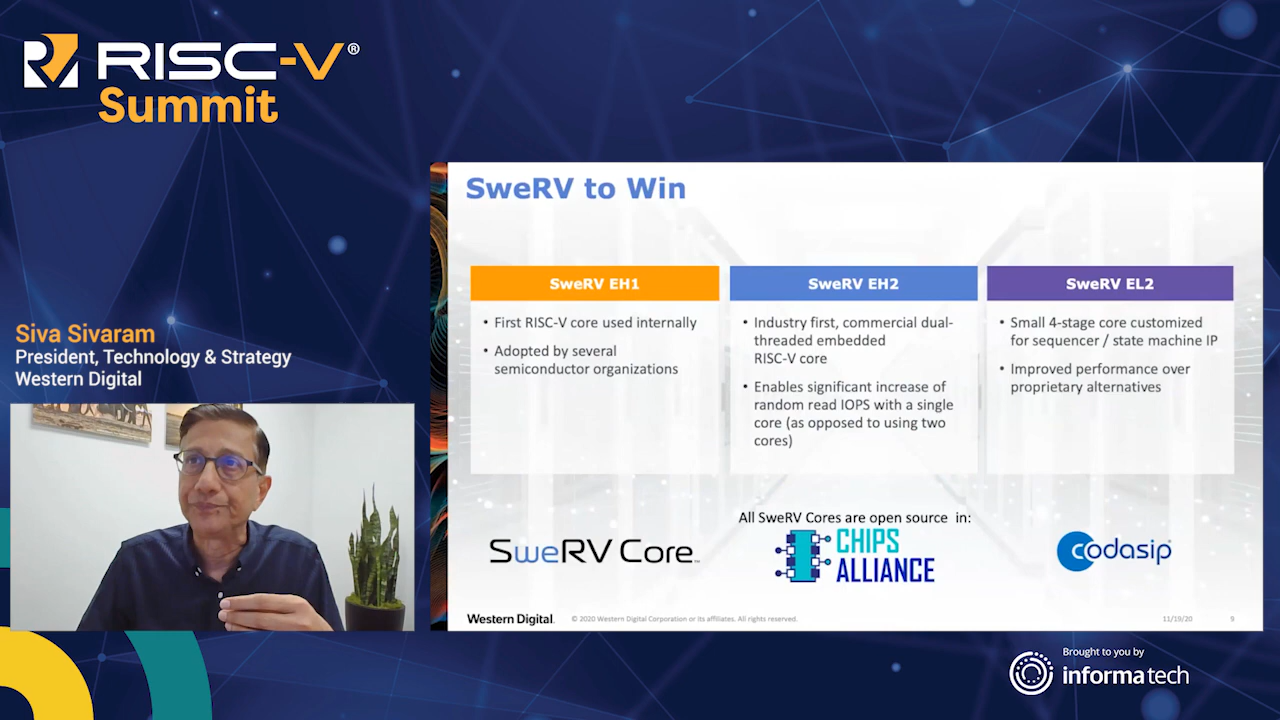 RISC-V®
Summit
Siva Sivaram
President, Technology & Strategy
Western Digital
SweRV to Win
SweRV EH1
• First RISC-V core used internally
• Adopted by several
semiconductor organizations
SweRV EH2
• Industry first, commercial dual-
threaded embedded
RISC-V core
• Enables significant increase of
random read IOPS with a single
core (as opposed to using two
cores)
SweRV EL2
• Small 4-stage core customized
for sequencer / state machine IP
• Improved performance over
proprietary alternatives
All SweRV Cores are open source in:
SweRV Core™
CHIPS
ALLIANCE
codasip
Western Digital.
© 2020 Western Digital Corporation or its affiliates. All rights reserved.
11/19/20
9
Brought to you by
informa tech